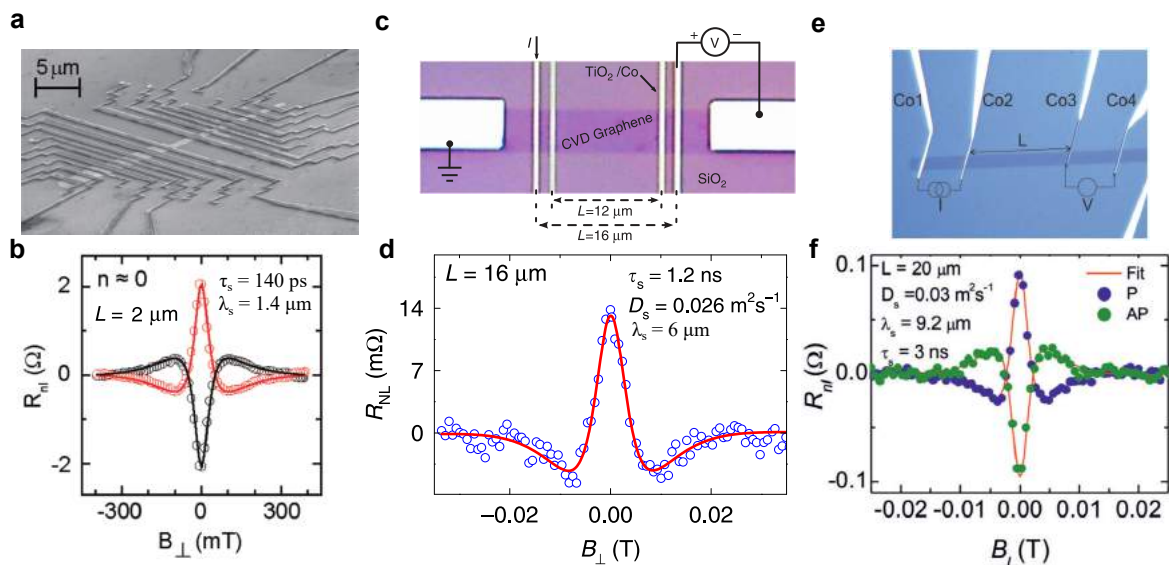 a
5 μm
b
n ≈ 0
τs = 140 ps
λs = 1.4 μm
L = 2 μm
Rnl (Ω)
2
0
-2
-300
0
300
B⊥ (mT)
c
I
+
V
−
TiO2 /Co
CVD Graphene
SiO2
L=12 μm
L=16 μm
d
L = 16 μm
τs = 1.2 ns
Ds = 0.026 m²s⁻¹
λs = 6 μm
RNL (mΩ)
14
7
0
−0.02
0.00
0.02
B⊥ (T)
e
Co1
Co2
Co3
Co4
L
I
V
f
L = 20 μm
Ds =0.03 m²s⁻¹
λs = 9.2 μm
τs = 3 ns
Fit
P
AP
Rnl (Ω)
0.1
0.0
-0.1
-0.02
-0.01
0.00
0.01
0.02